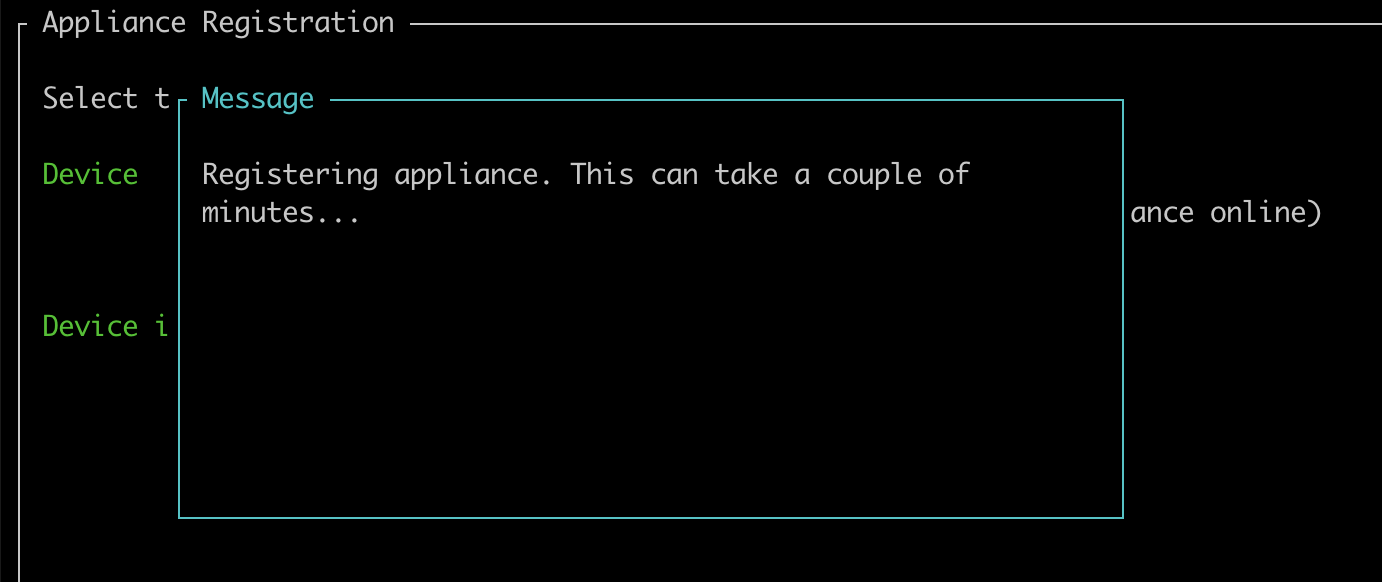 Appliance Registration
Select t
Message
Device
Registering appliance. This can take a couple of
minutes...
ance online)
Device i